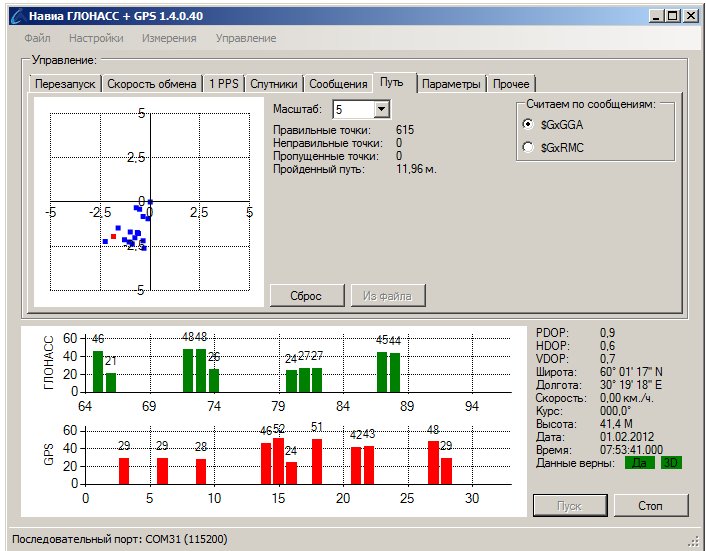 Навиа ГЛОНАСС + GPS 1.4.0.40
Файл Настройки Измерения Управление
Управление:
Перезапуск Скорость обмена 1 PPS Спутники Сообщения Путь Параметры Прочее
Масштаб: 5
Правильные точки: 615
Неправильные точки: 0
Пропущенные точки: 0
Пройденный путь: 11,96 м.
Считаем по сообщениям:
$GxGGA
$GxRMC
5
2,5
0
-5 -2,5 0 2,5 5
-2,5
-5
Сброс Из файла
ГЛОНАСС
60
40
20
0
46 21 48 48 26 24 27 27 45 44
64 69 74 79 84 89 94
GPS
60
40
20
0
29 29 28 46 52 24 51 42 43 48 29
0 5 10 15 20 25 30
PDOP: 0,9
HDOP: 0,6
VDOP: 0,7
Широта: 60° 01' 17" N
Долгота: 30° 19' 18" E
Скорость: 0,00 км./ч.
Курс: 000,0°
Высота: 41,4 М
Дата: 01.02.2012
Время: 07:53:41.000
Данные верны: Да 3D
Пуск Стоп
Последовательный порт: COM31 (115200)